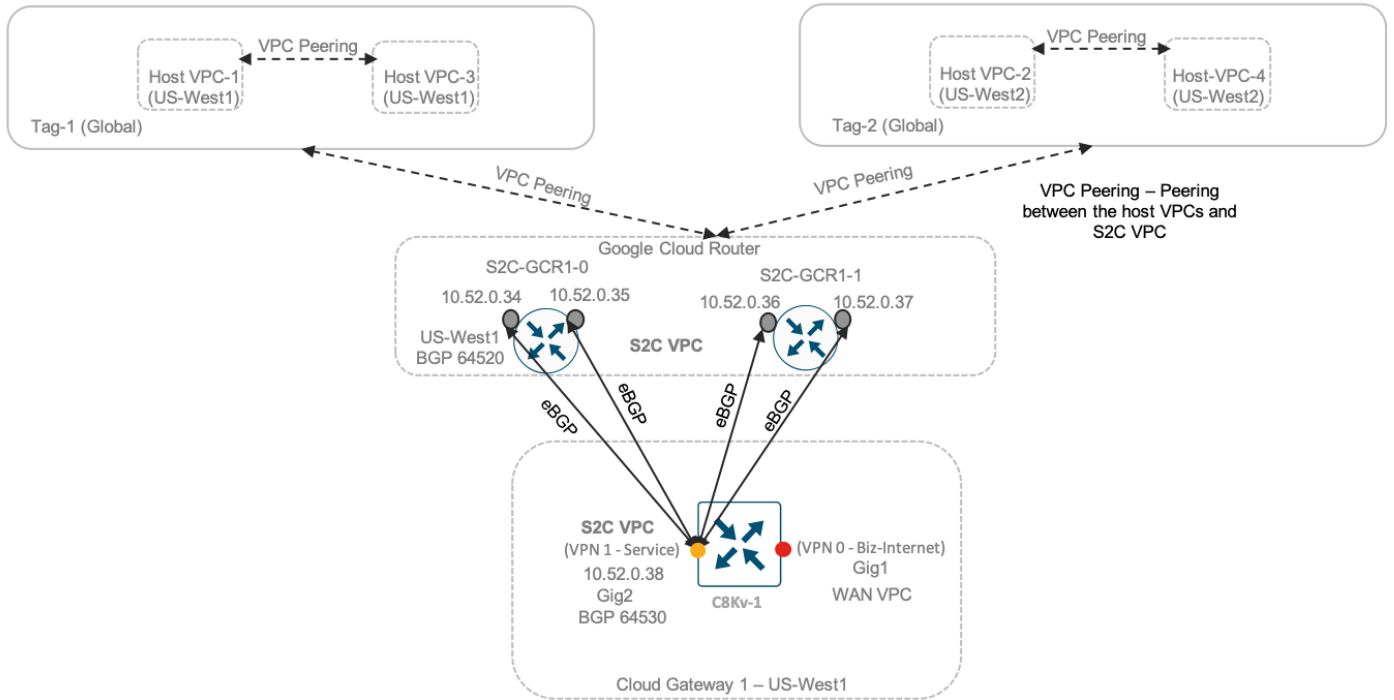 VPC Peering
Host VPC-1
(US-West1)
Host VPC-3
(US-West1)
Tag-1 (Global)
VPC Peering
Host VPC-2
(US-West2)
Host-VPC-4
(US-West2)
Tag-2 (Global)
VPC Peering
VPC Peering
VPC Peering – Peering
between the host VPCs and
S2C VPC
Google Cloud Router
S2C-GCR1-0
10.52.0.34
10.52.0.35
US-West1
BGP 64520
S2C VPC
S2C-GCR1-1
10.52.0.36
10.52.0.37
eBGP
eBGP
eBGP
eBGP
S2C VPC
(VPN 1 - Service)
10.52.0.38
Gig2
BGP 64530
C8Kv-1
(VPN 0 - Biz-Internet)
Gig1
WAN VPC
Cloud Gateway 1 – US-West1